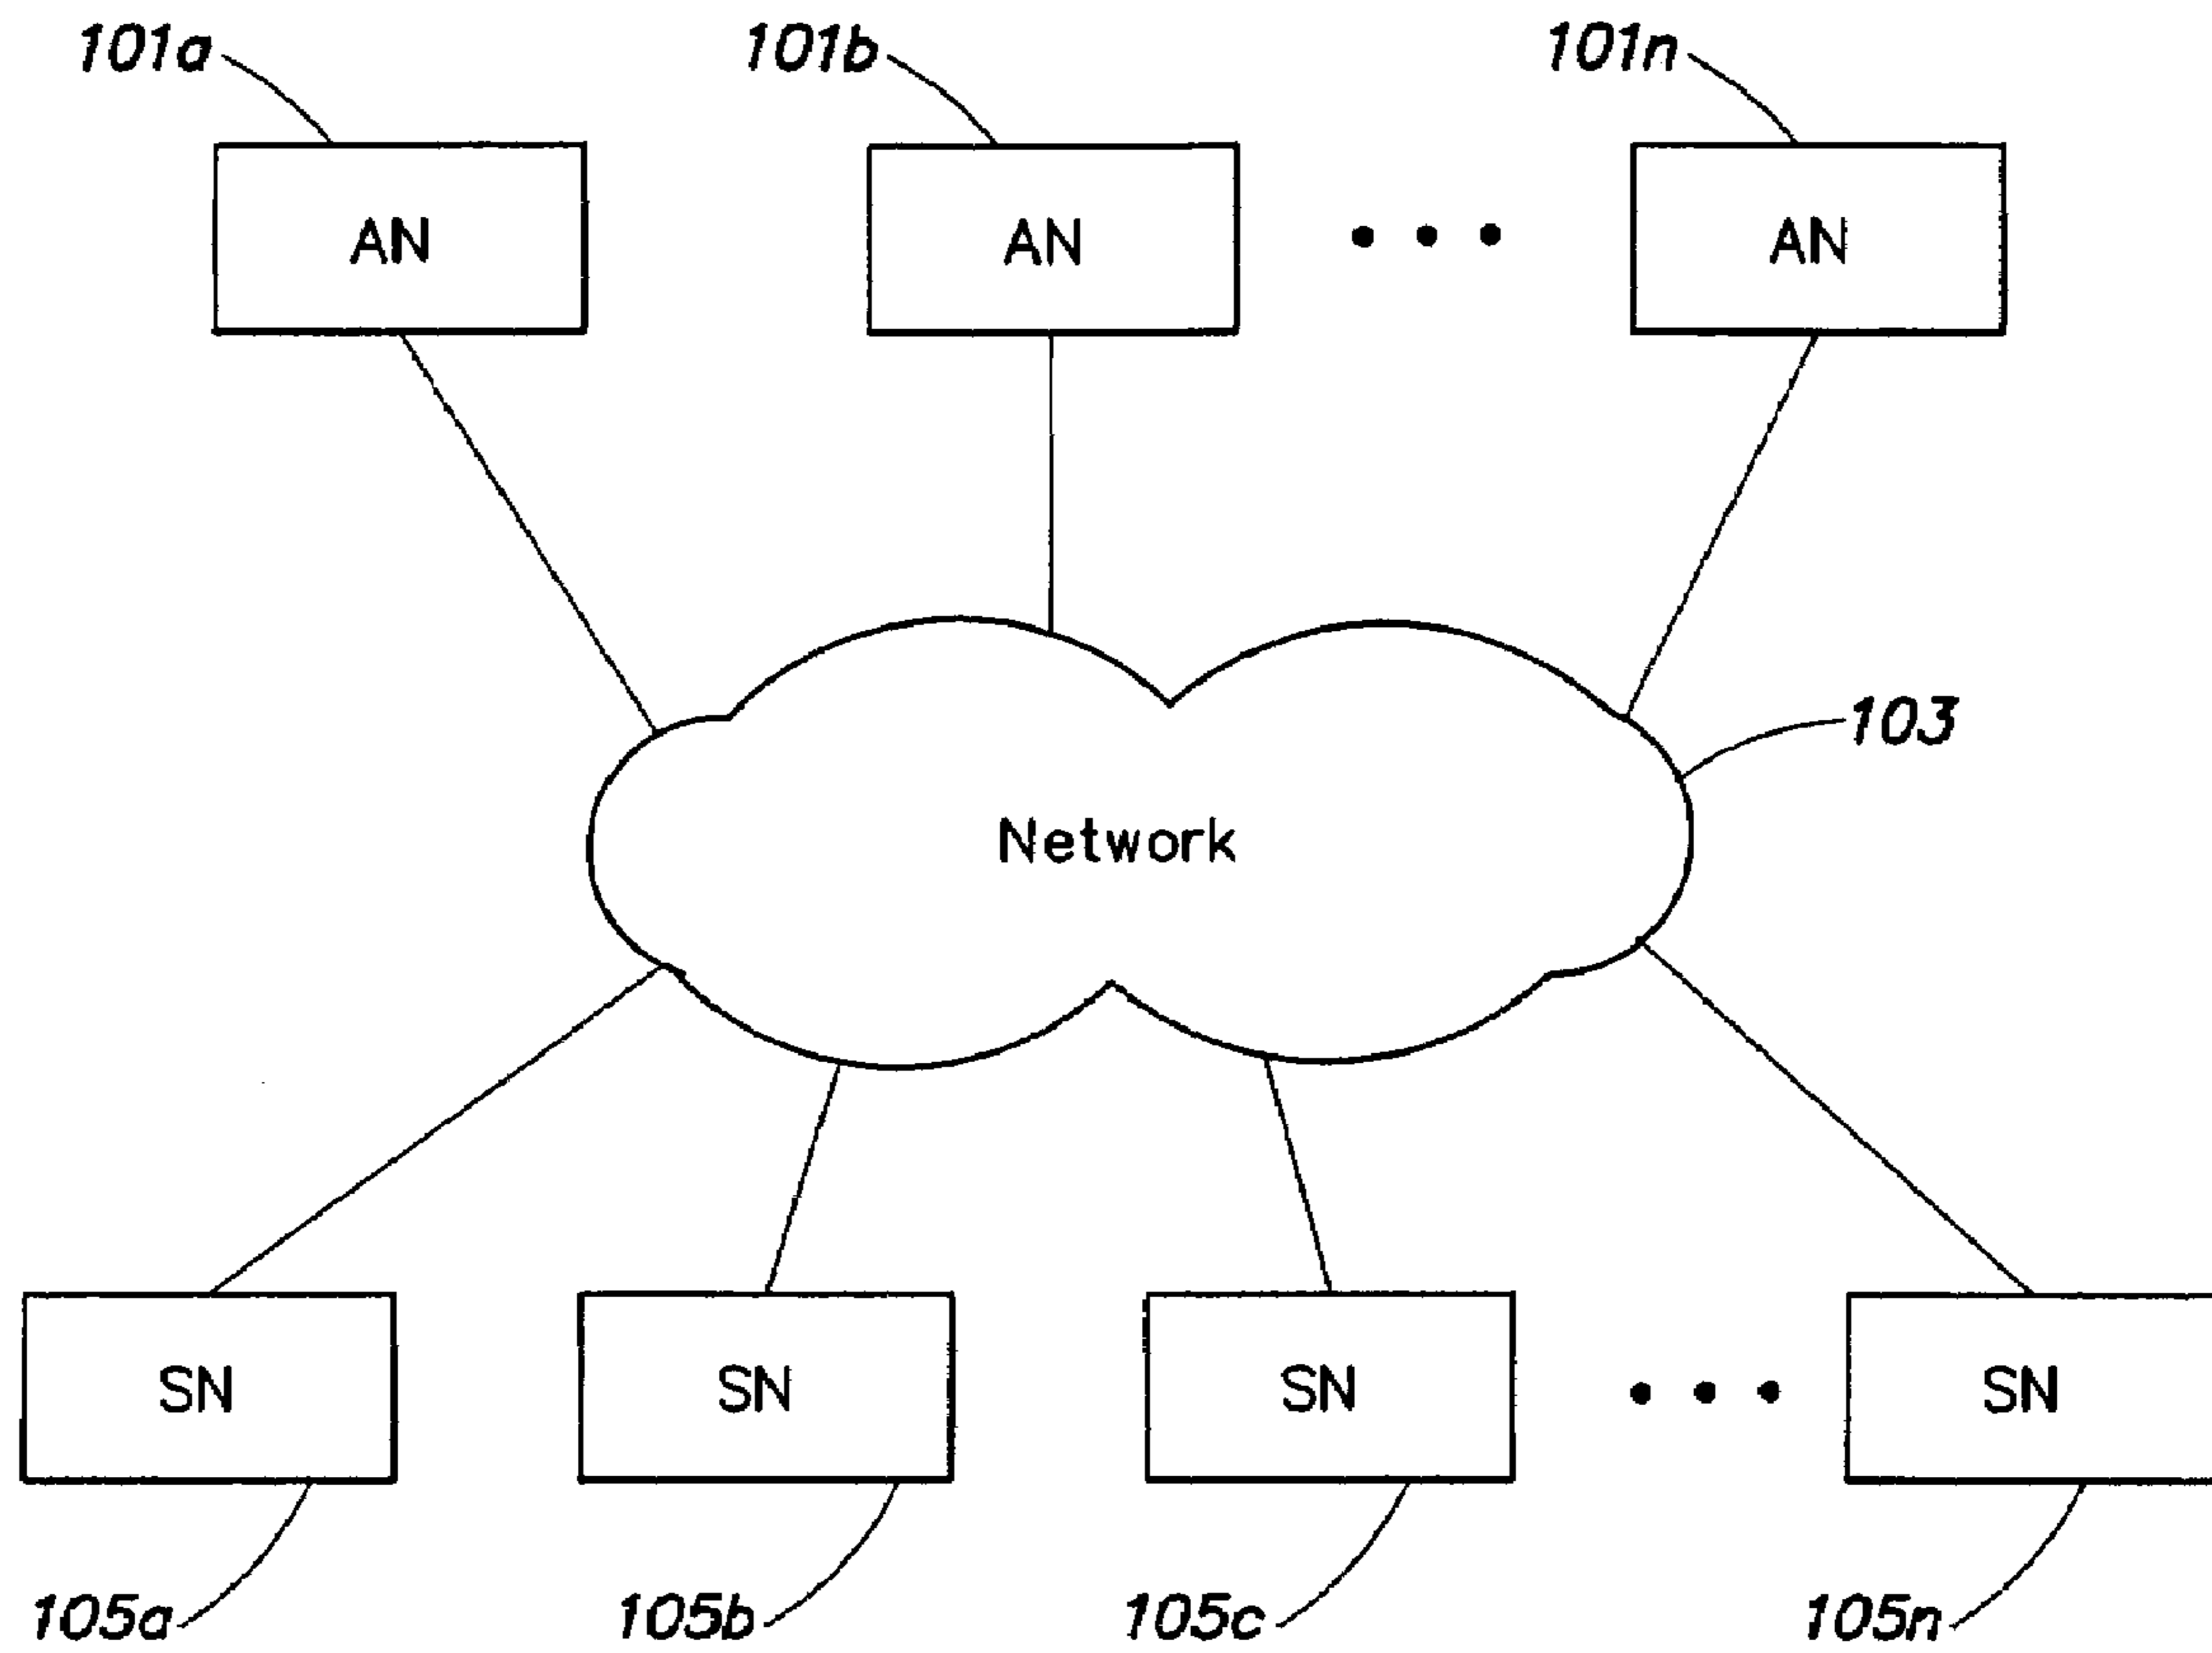 101a 101b 101n
AN AN • • • AN
103
Network
SN SN SN • • • SN
105a 105b 105c 105n